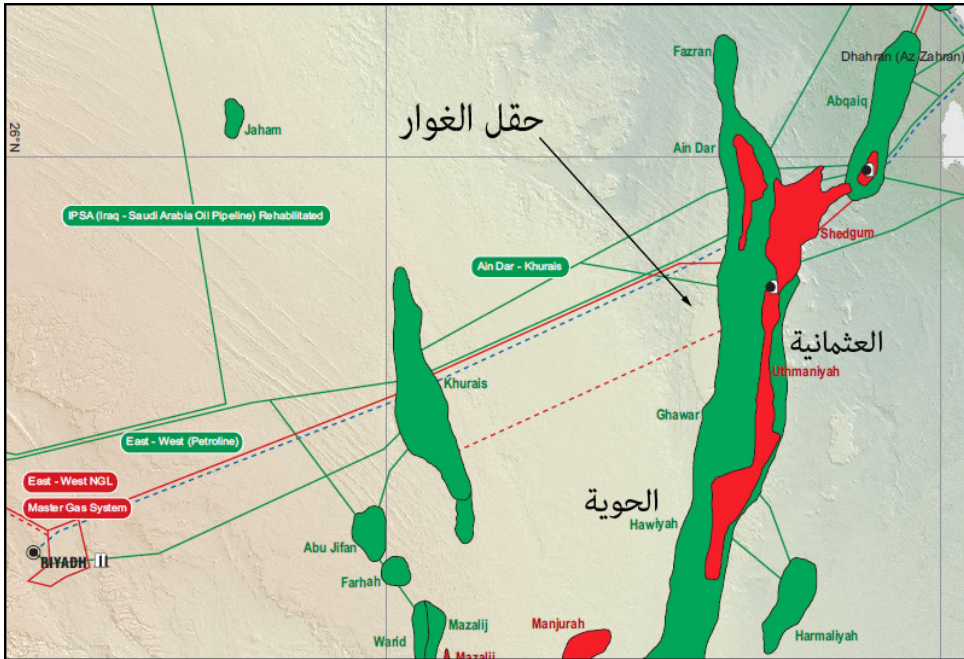 Fazran
Dhahran (Az Zahran)
Abqaiq
Jaham
حقل الغوار
26°N
Ain Dar
IPSA (Iraq - Saudi Arabia Oil Pipeline) Rehabilitated
Shedgum
Ain Dar - Khurais
العثمانية
Uthmaniyah
Khurais
Ghawar
East - West (Petroline)
East - West NGL
Master Gas System
الحوية
Hawiyah
RIYADH
Abu Jifan
Farhah
Mazalij
Warid
Manjurah
Harmaliyah
Mazalij